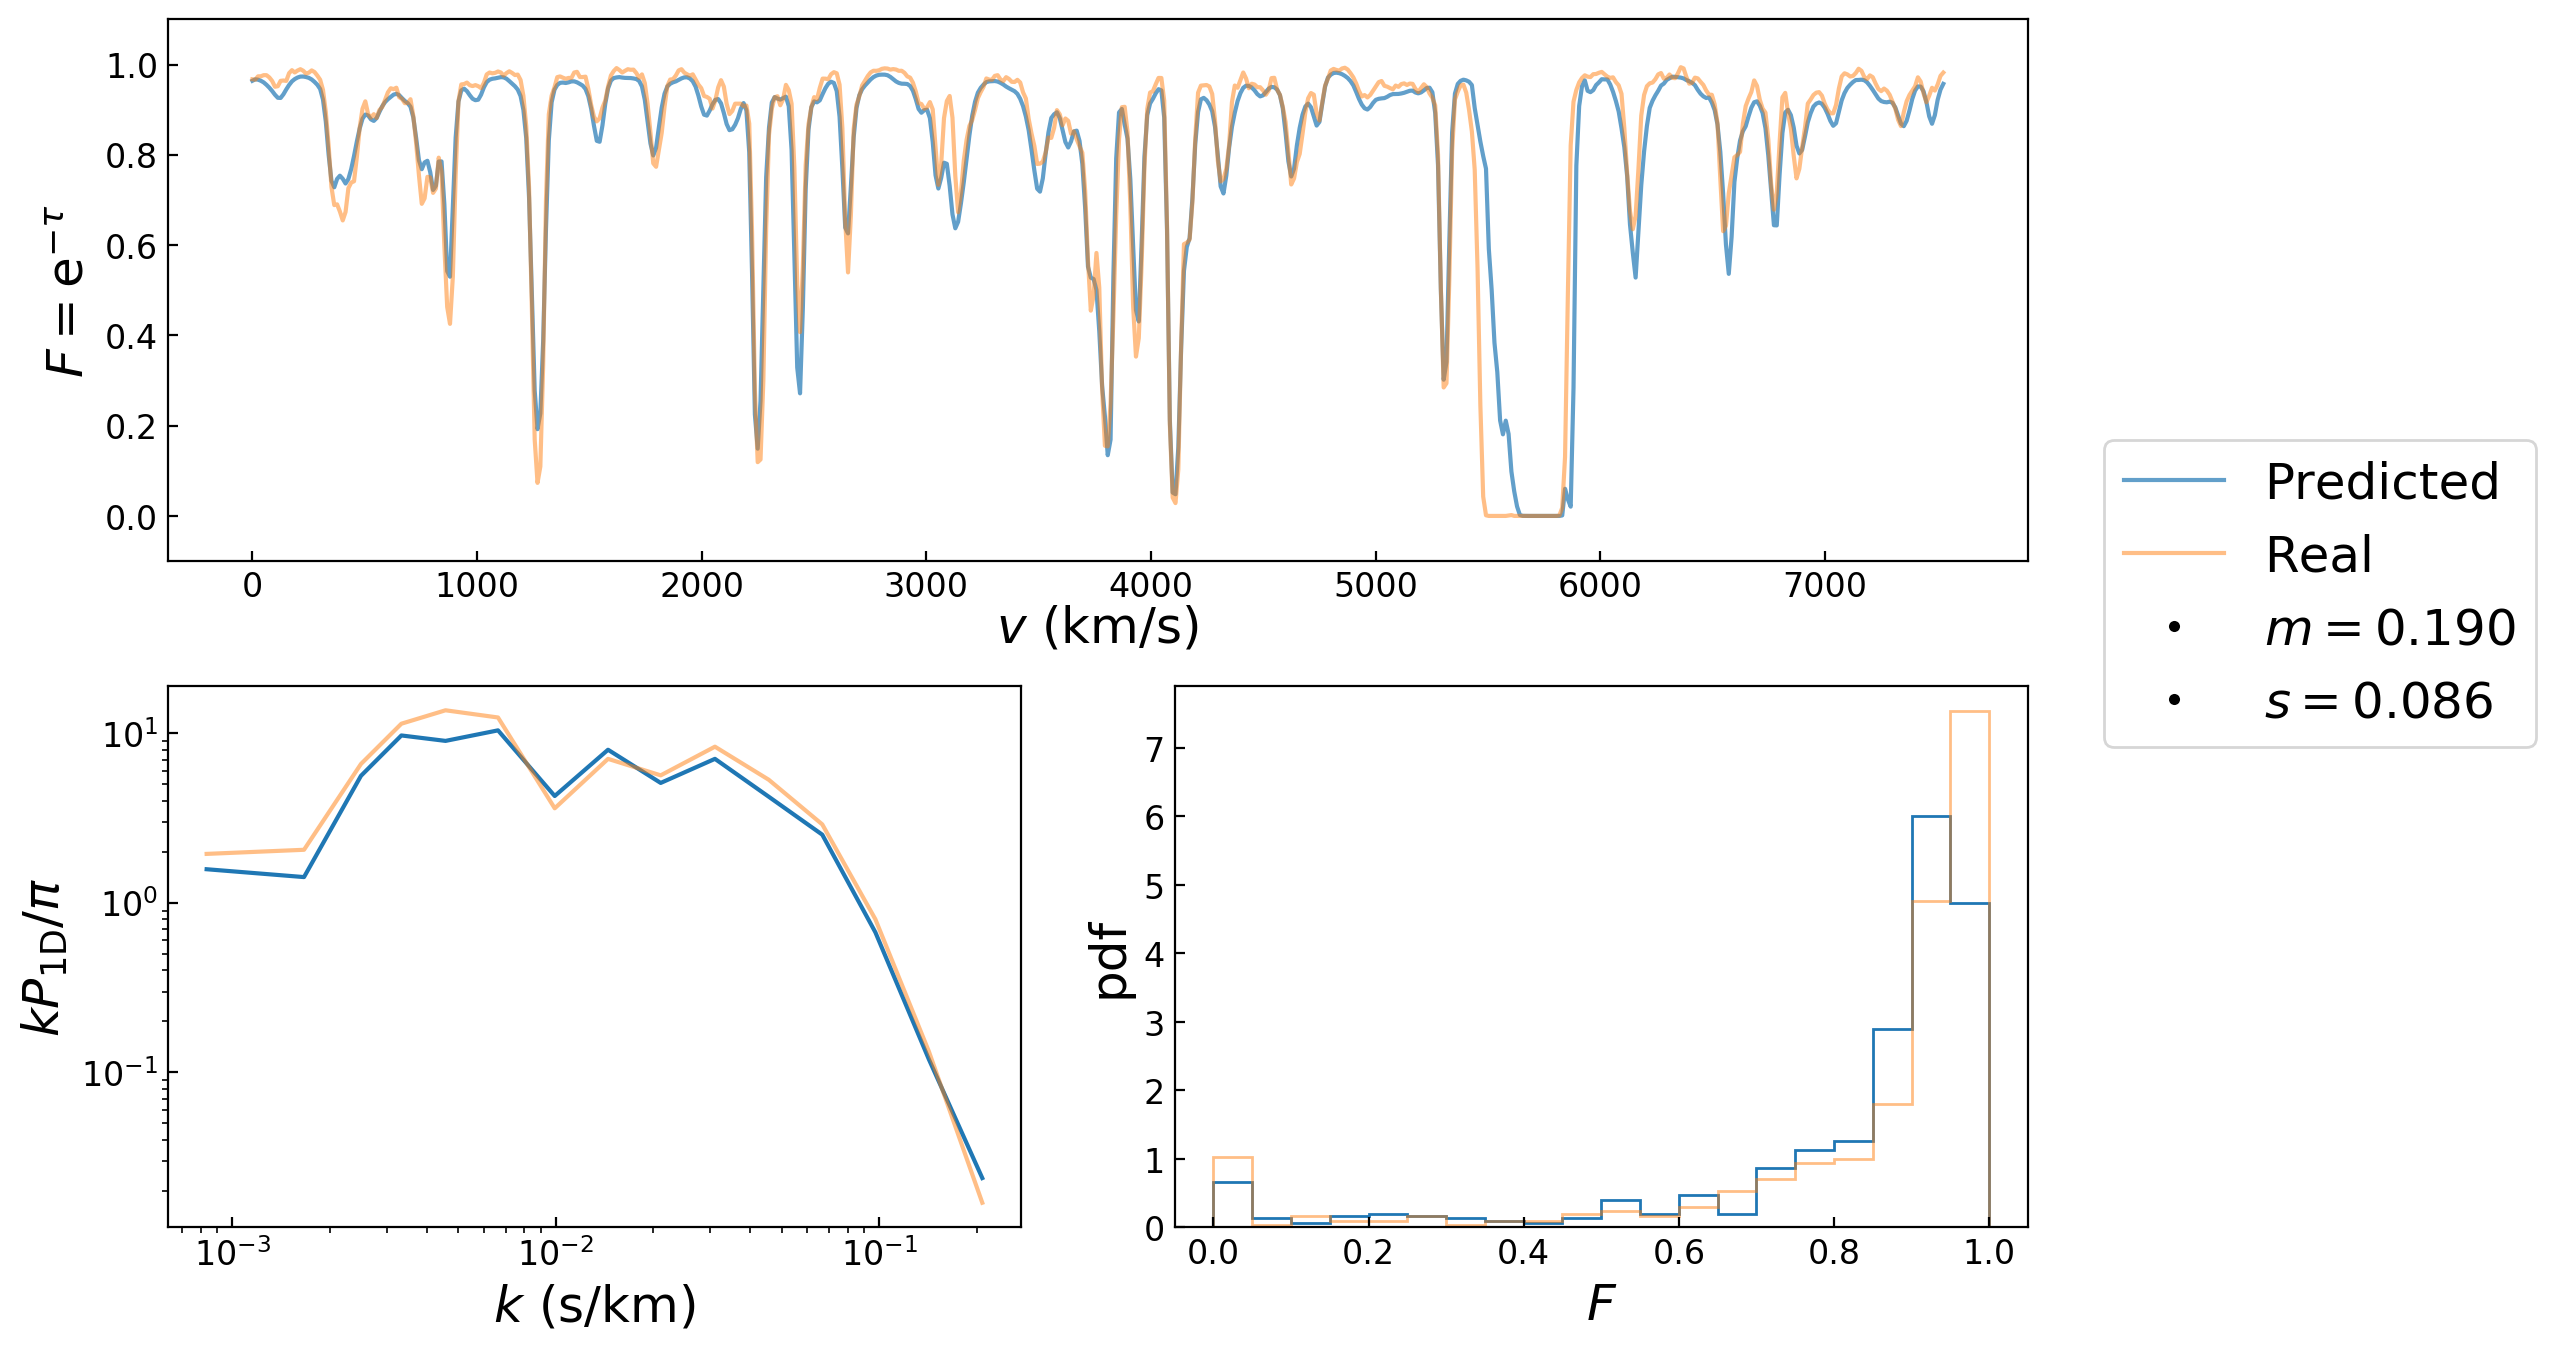 F = e^{−τ}
1.0
0.8
0.6
0.4
0.2
0.0
0 1000 2000 3000 4000 5000 6000 7000
v (km/s)
Predicted
Real
m = 0.190
s = 0.086
kP_{1D}/π
10^1
10^0
10^{−1}
10^{−3} 10^{−2} 10^{−1}
k (s/km)
pdf
7
6
5
4
3
2
1
0
0.0 0.2 0.4 0.6 0.8 1.0
F